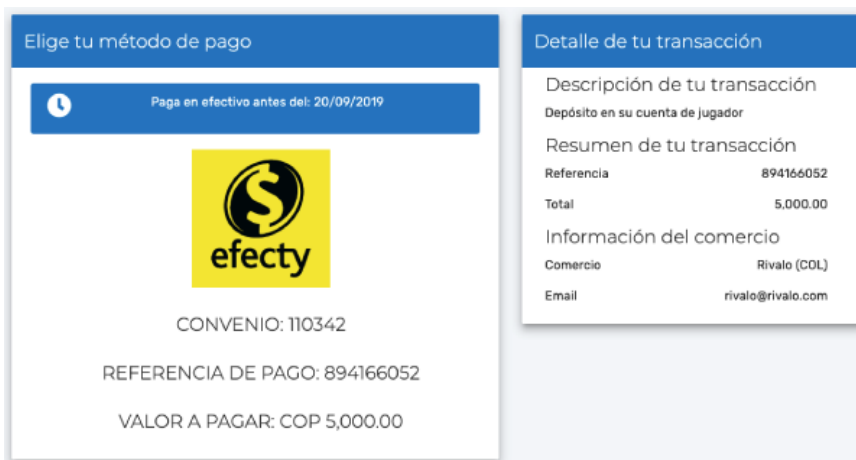 Elige tu método de pago
Paga en efectivo antes del: 20/09/2019
$
efecty
CONVENIO: 110342
REFERENCIA DE PAGO: 894166052
VALOR A PAGAR: COP 5,000.00
Detalle de tu transacción
Descripción de tu transacción
Depósito en su cuenta de jugador
Resumen de tu transacción
Referencia 894166052
Total 5,000.00
Información del comercio
Comercio Rivalo (COL)
Email rivalo@rivalo.com